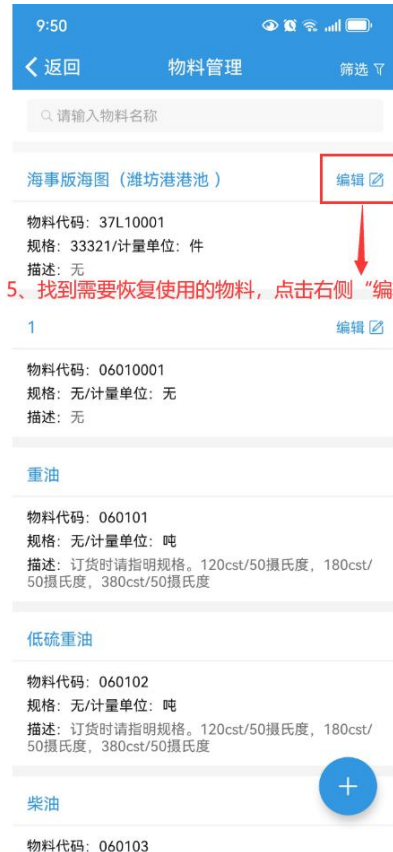 9:50
返回
物料管理
筛选
请输入物料名称
海事版海图（潍坊港港池 ）
编辑
物料代码：37L10001
规格：33321/计量单位：件
描述：无
5、找到需要恢复使用的物料，点击右侧“编
1
编辑
物料代码：06010001
规格：无/计量单位：无
描述：无
重油
物料代码：060101
规格：无/计量单位：吨
描述：订货时请指明规格。120cst/50摄氏度，180cst/
50摄氏度，380cst/50摄氏度
低硫重油
物料代码：060102
规格：无/计量单位：吨
描述：订货时请指明规格。120cst/50摄氏度，180cst/
50摄氏度，380cst/50摄氏度
柴油
物料代码：060103